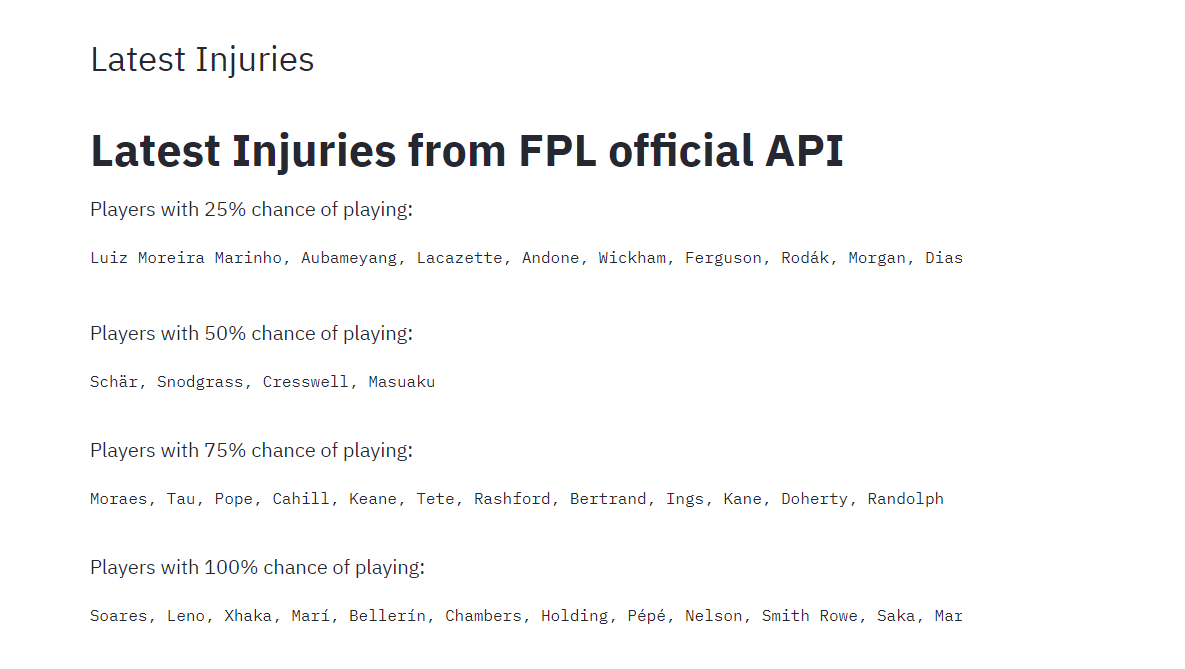 Latest Injuries
Latest Injuries from FPL official API
Players with 25% chance of playing:
Luiz Moreira Marinho, Aubameyang, Lacazette, Andone, Wickham, Ferguson, Rodák, Morgan, Dias
Players with 50% chance of playing:
Schär, Snodgrass, Cresswell, Masuaku
Players with 75% chance of playing:
Moraes, Tau, Pope, Cahill, Keane, Tete, Rashford, Bertrand, Ings, Kane, Doherty, Randolph
Players with 100% chance of playing:
Soares, Leno, Xhaka, Marí, Bellerín, Chambers, Holding, Pépé, Nelson, Smith Rowe, Saka, Mar